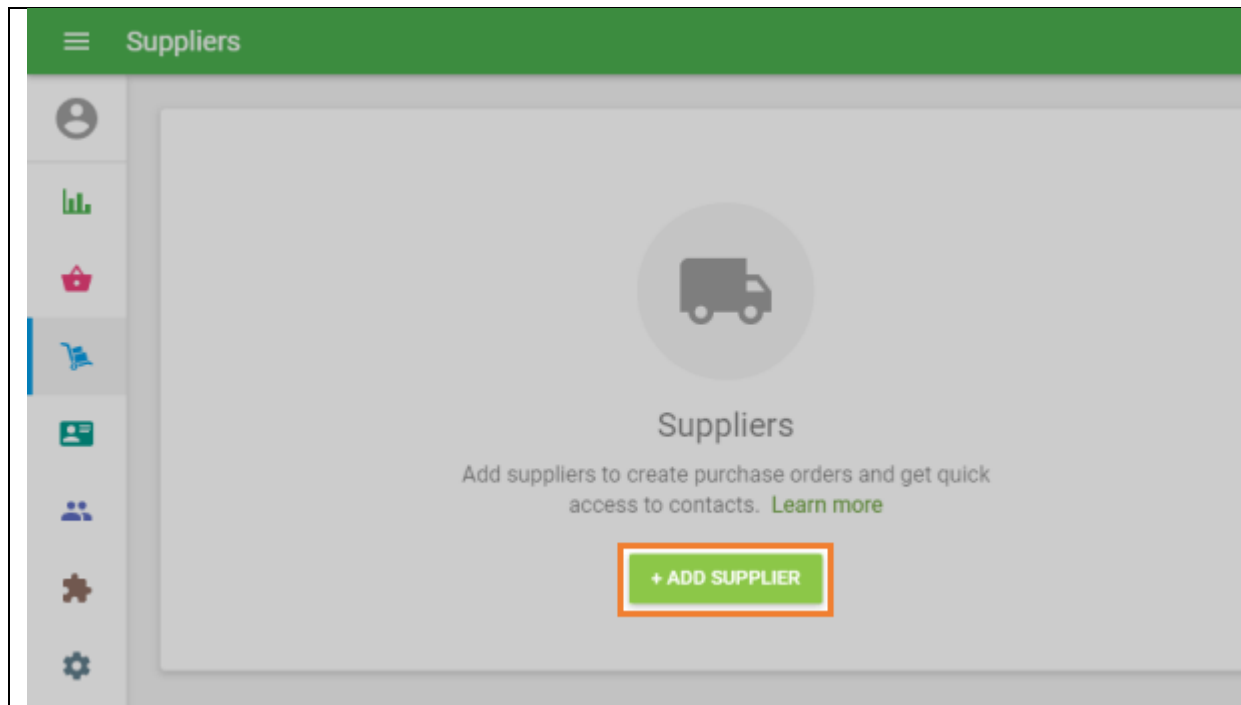 Suppliers
Suppliers
Add suppliers to create purchase orders and get quick
access to contacts. Learn more
+ ADD SUPPLIER